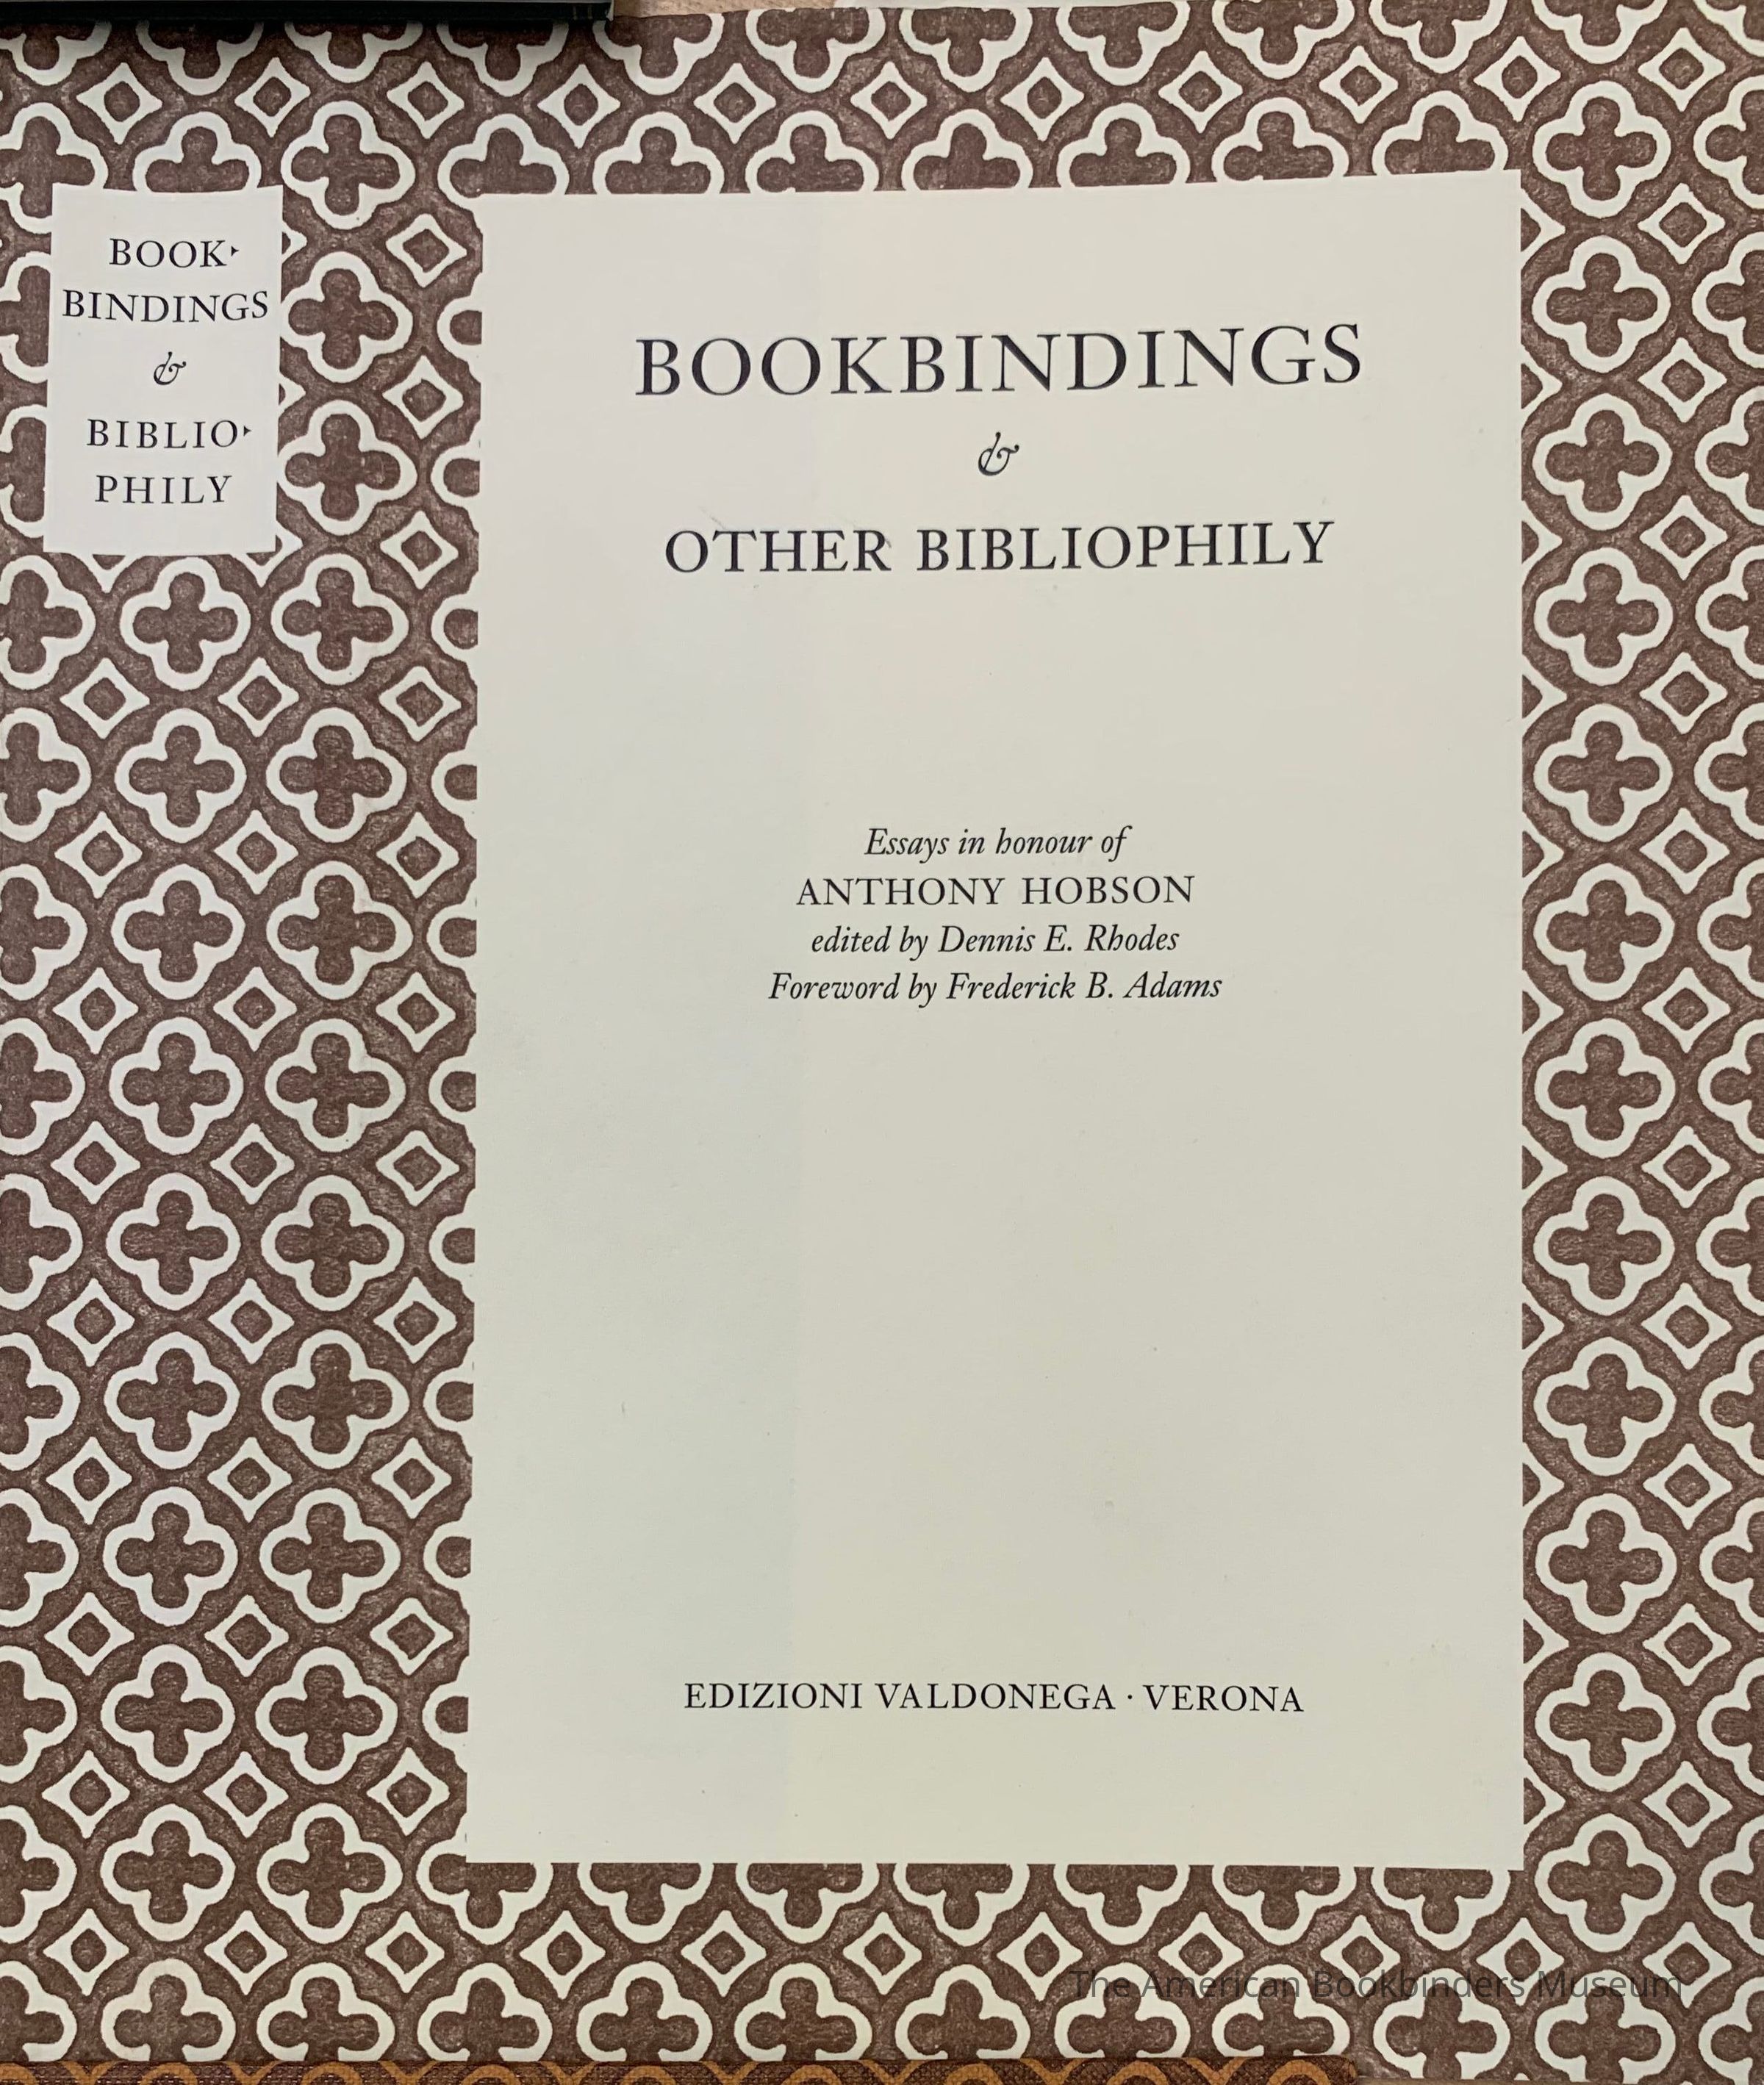 BOOK‣
BINDINGS
&
BIBLIO‣
PHILY
BOOKBINDINGS
&
OTHER BIBLIOPHILY
Essays in honour of
ANTHONY HOBSON
edited by Dennis E. Rhodes
Foreword by Frederick B. Adams
EDIZIONI VALDONEGA · VERONA
The American Bookbinders Museum